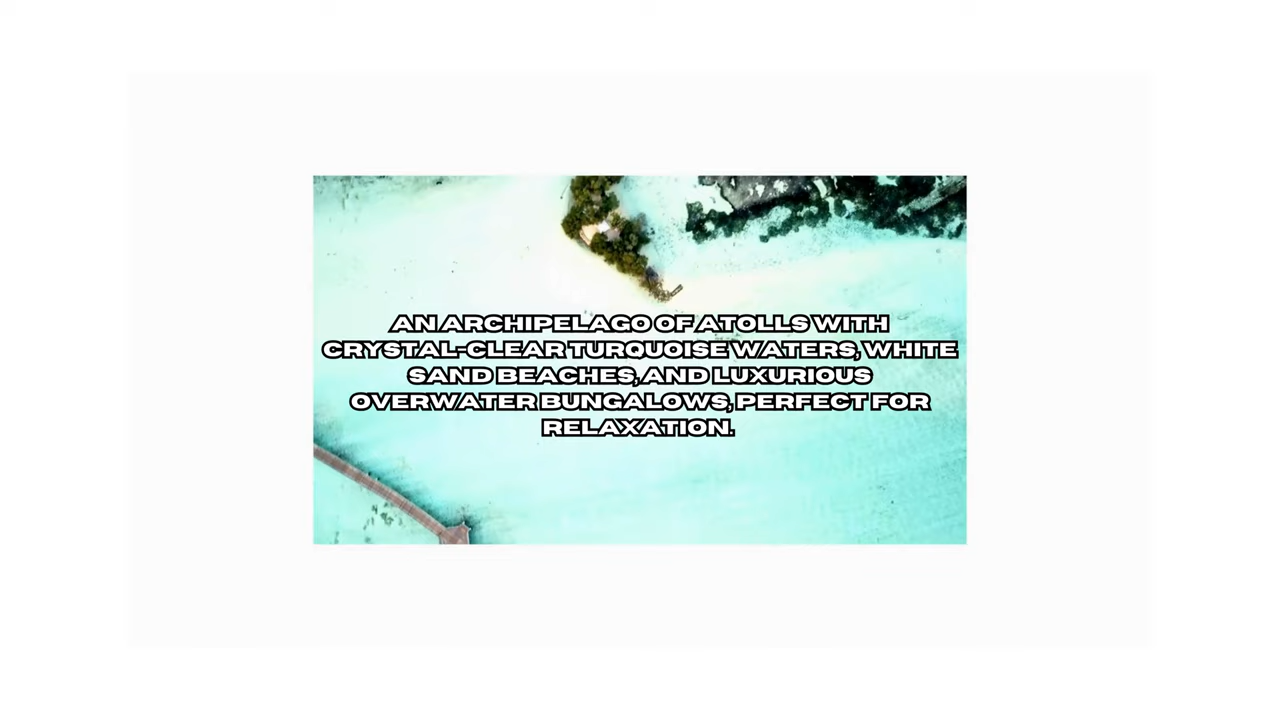 AN ARCHIPELAGO OF ATOLLS WITH
CRYSTAL-CLEAR TURQUOISE WATERS, WHITE
SAND BEACHES, AND LUXURIOUS
OVERWATER BUNGALOWS, PERFECT FOR
RELAXATION.